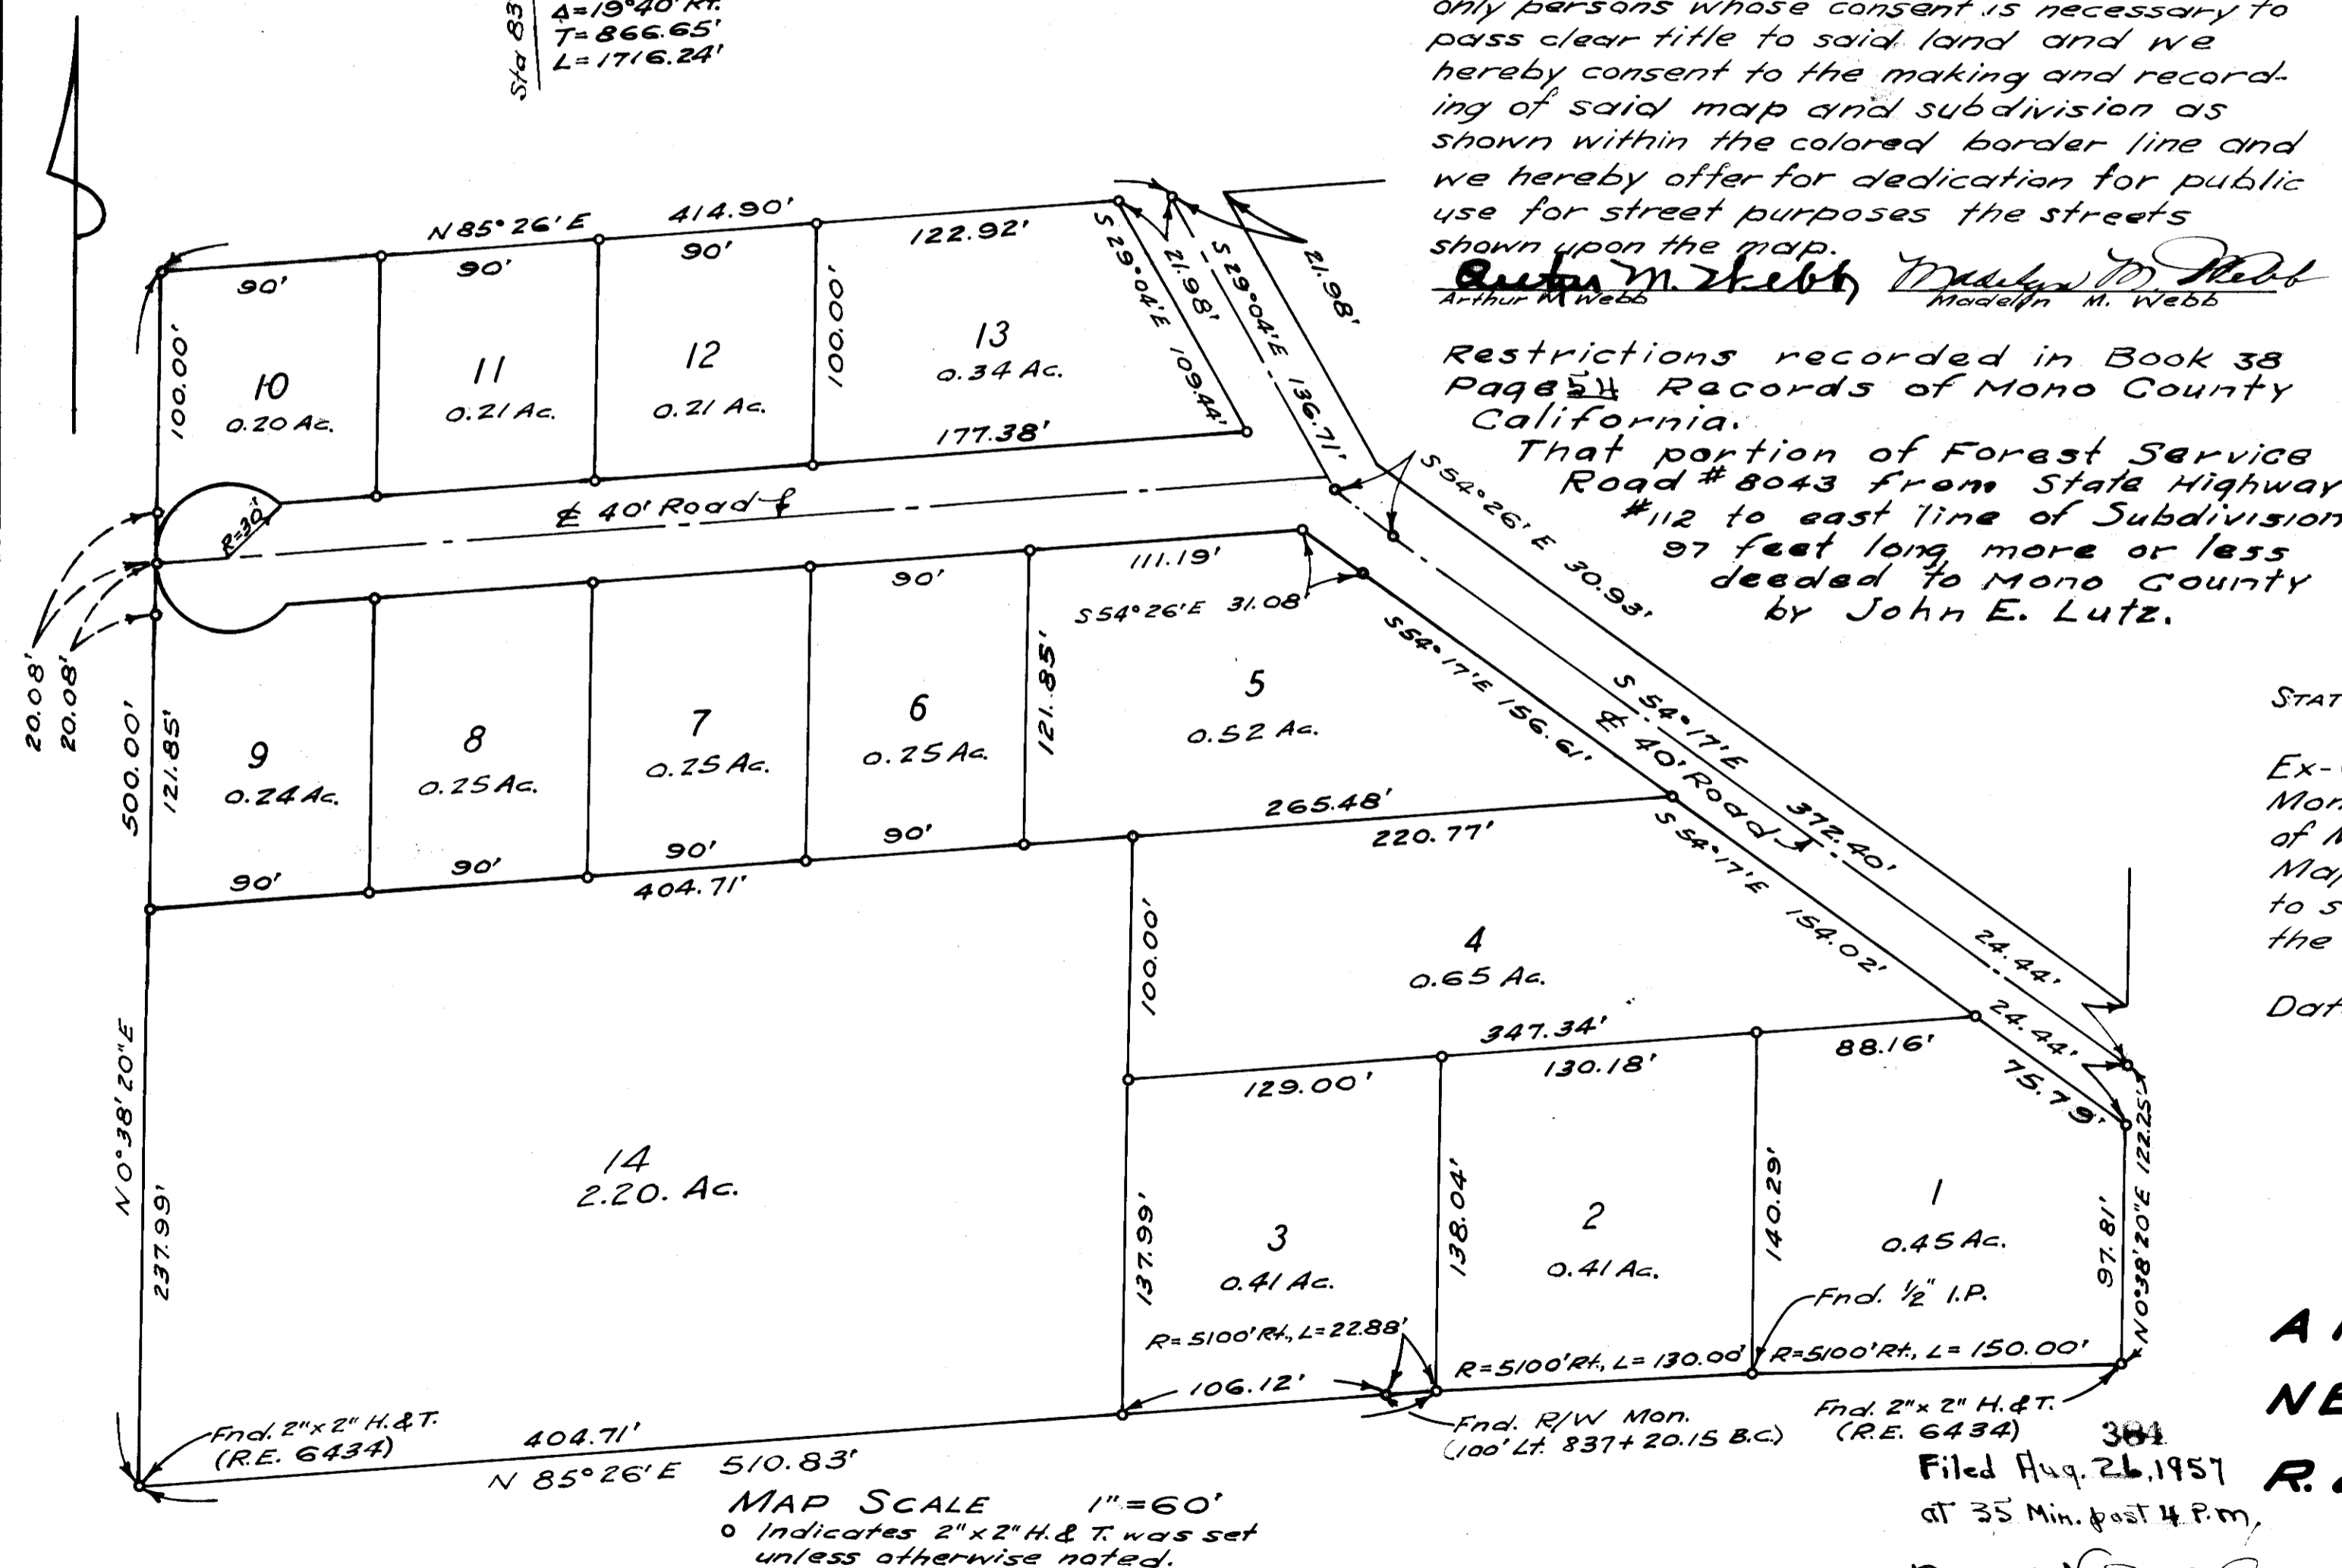 Sta 83
Δ=19°40' Rt.
T=866.65'
L=1716.24'
only persons whose consent is necessary to
pass clear title to said land and we
hereby consent to the making and record-
ing of said map and subdivision as
shown within the colored border line and
we hereby offer for dedication for public
use for street purposes the streets
shown upon the map.
Arthur M. Webb Madelyn M. Webb
Arthur M Webb Madelyn M. Webb
Restrictions recorded in Book 38
Page 54 Records of Mono County
California.
That portion of Forest Service
Road #8043 from State Highway
#112 to east line of Subdivision
97 feet long more or less
deeded to Mono County
by John E. Lutz.
N 85°26' E 414.90'
90'
90'
90'
122.92'
S 29°04' E 109.44'
21.98'
S 29°04' E 136.71'
21.98'
100.00'
100.00'
10
0.20 Ac.
11
0.21 Ac.
12
0.21 Ac.
13
0.34 Ac.
177.38'
R=30'
℄ 40' Road
S 54°26' E 30.93'
20.08'
20.08'
90'
111.19'
S 54°26' E 31.08'
S 54°17' E 156.61'
S 54°17' E 372.40'
℄ 40' Road
500.00'
121.85'
121.85'
9
0.24 Ac.
8
0.25 Ac.
7
0.25 Ac.
6
0.25 Ac.
5
0.52 Ac.
90'
90'
90'
90'
404.71'
265.48'
220.77'
S 54°17' E 154.02'
24.44'
24.44'
75.79'
N 0°38'20" E
237.99'
100.00'
4
0.65 Ac.
347.34'
129.00'
130.18'
88.16'
14
2.20. Ac.
137.99'
3
0.41 Ac.
138.04'
2
0.41 Ac.
140.29'
1
0.45 Ac.
97.81'
N 0°38'20" E 122.25'
Fnd. ½" I.P.
R=5100' Rt., L=22.88'
R=5100' Rt., L=130.00'
R=5100' Rt., L=150.00'
106.12'
Fnd. R/W Mon.
(100' Lt. 837+20.15 B.C.)
Fnd. 2"x2" H.& T.
(R.E. 6434)
Fnd. 2"x2" H.& T.
(R.E. 6434)
404.71'
N 85°26' E 510.83'
MAP SCALE 1"=60'
o Indicates 2"x2" H.& T. was set
unless otherwise noted.
Filed Aug. 26, 1957
at 35 Min. past 4 P.m.
STAT
Ex-
Mon
of M
Map
to s
the
Dat
A
NE
R.